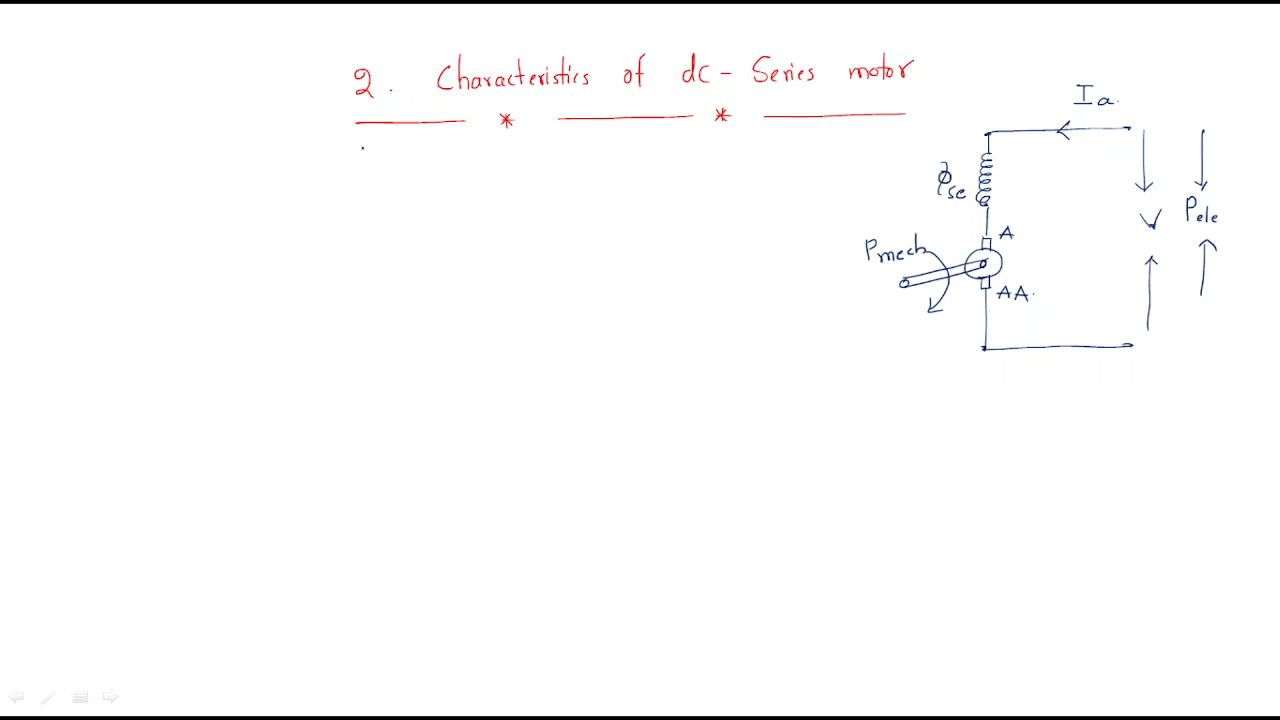 2. Characteristics of dc - Series motor
Ia.
ϕse
A
Pmech
AA.
V
Pele